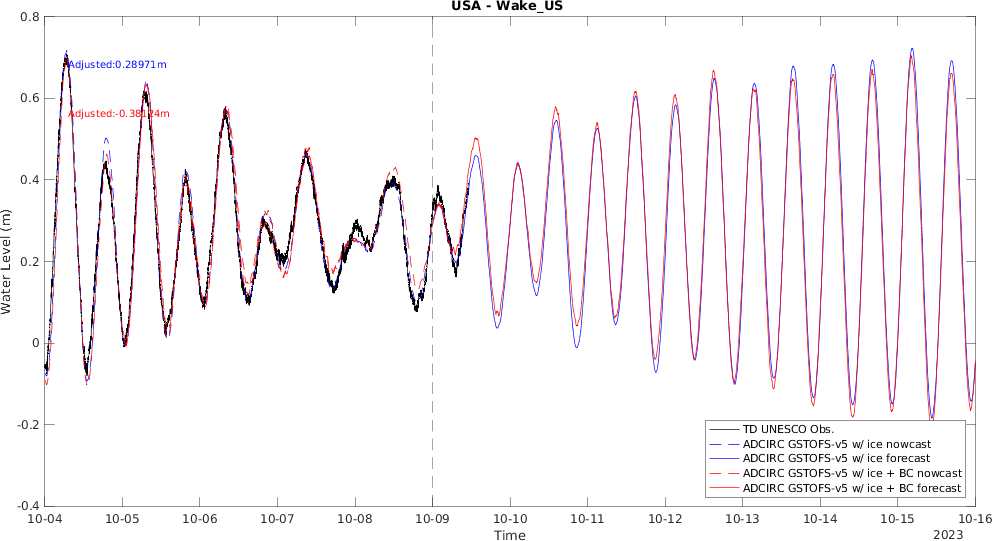 USA - Wake_US
0.8
0.6
0.4
0.2
0
-0.2
-0.4
Water Level (m)
Adjusted:0.28971m
Adjusted:-0.38124m
TD UNESCO Obs.
ADCIRC GSTOFS-v5 w/ ice nowcast
ADCIRC GSTOFS-v5 w/ ice forecast
ADCIRC GSTOFS-v5 w/ ice + BC nowcast
ADCIRC GSTOFS-v5 w/ ice + BC forecast
10-04 10-05 10-06 10-07 10-08 10-09 10-10 10-11 10-12 10-13 10-14 10-15 10-16
Time
2023